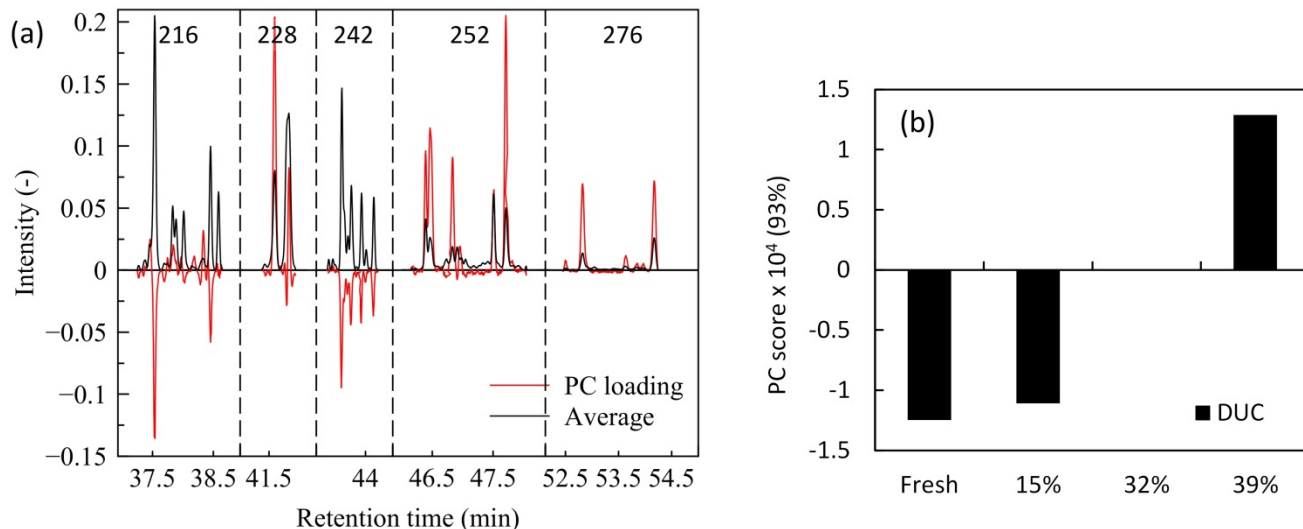 (a)
216 228 242 252 276
0.2
0.15
0.1
0.05
0
−0.05
−0.1
−0.15
Intensity (-)
PC loading
Average
37.5 38.5 41.5 44 46.5 47.5 52.5 53.5 54.5
Retention time (min)
(b)
1.5
1
0.5
0
-0.5
-1
-1.5
PC score x 10⁴ (93%)
DUC
Fresh 15% 32% 39%